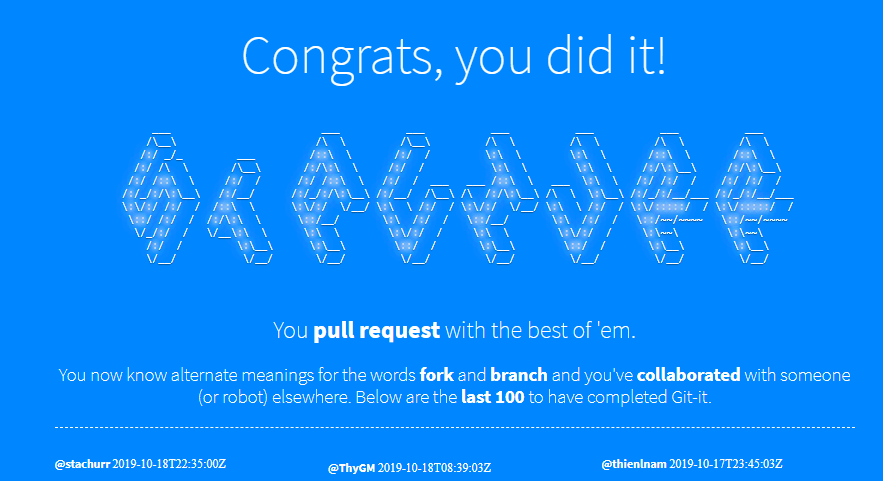 Congrats, you did it!
You pull request with the best of 'em.
You now know alternate meanings for the words fork and branch and you've collaborated with someone
(or robot) elsewhere. Below are the last 100 to have completed Git-it.
@stachurr 2019-10-18T22:35:00Z
@ThyGM 2019-10-18T08:39:03Z
@thienlnam 2019-10-17T23:45:03Z